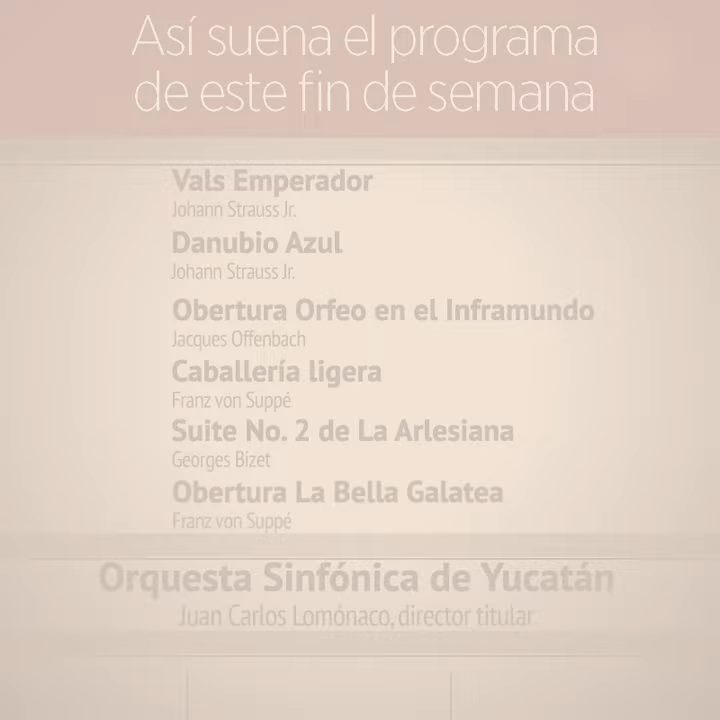 Así suena el programa
de este fin de semana
Vals Emperador
Johann Strauss Jr.
Danubio Azul
Johann Strauss Jr.
Obertura Orfeo en el Inframundo
Jacques Offenbach
Caballería ligera
Franz von Suppé
Suite No. 2 de La Arlesiana
Georges Bizet
Obertura La Bella Galatea
Franz von Suppé
Orquesta Sinfónica de Yucatán
Juan Carlos Lomónaco, director titular